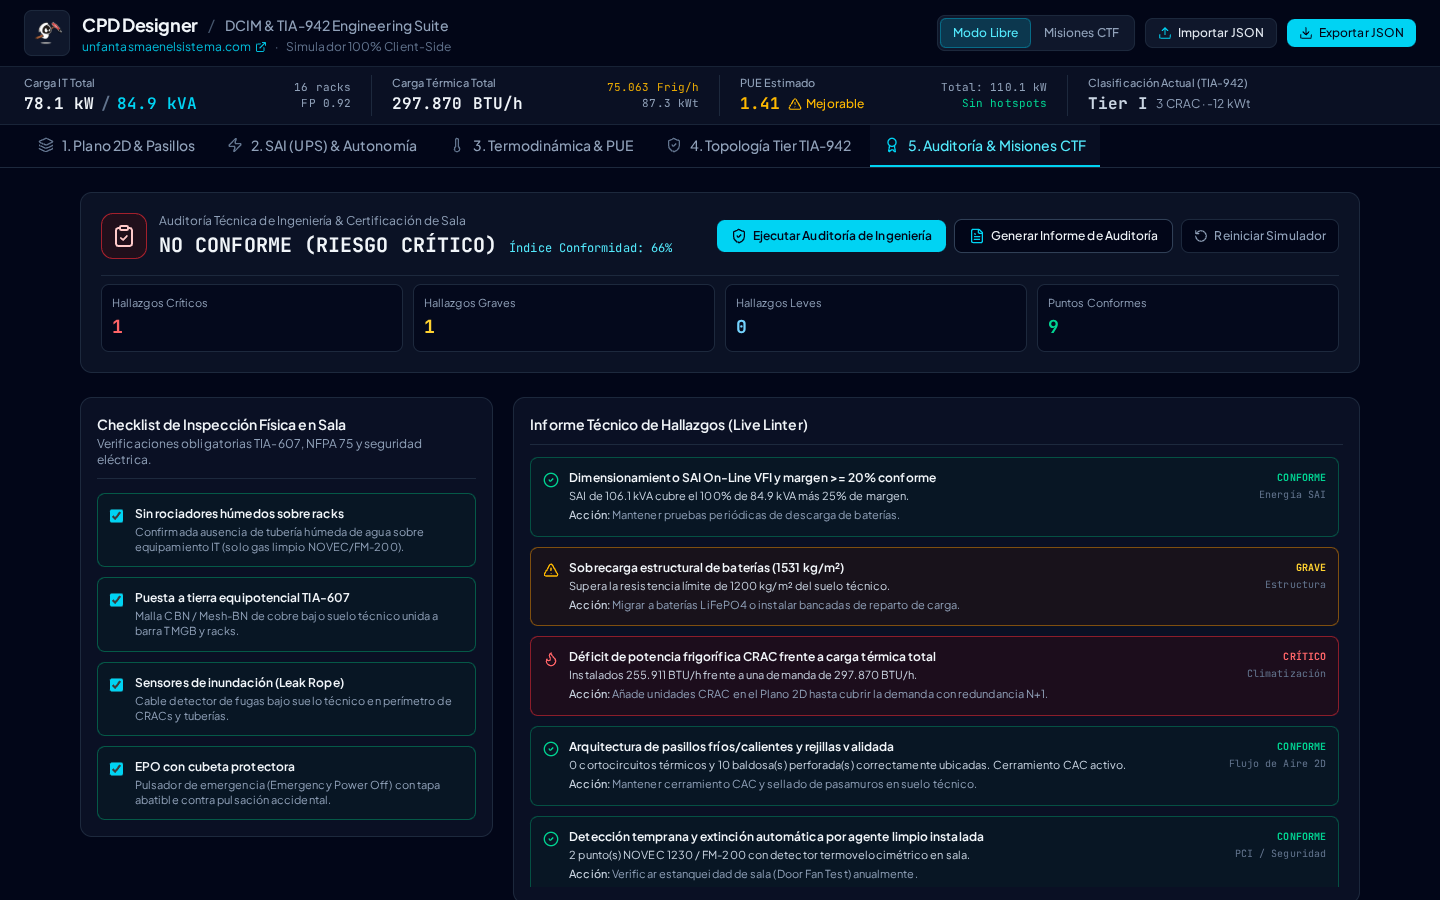 CPD Designer / DCIM & TIA-942 Engineering Suite
unfantasmaenelsistema.com · Simulador 100% Client-Side
Modo Libre
Misiones CTF
Importar JSON
Exportar JSON
Carga IT Total
78.1 kW / 84.9 kVA
16 racks
FP 0.92
Carga Térmica Total
297.870 BTU/h
75.063 Frig/h
87.3 kWt
PUE Estimado
1.41 Mejorable
Total: 110.1 kW
Sin hotspots
Clasificación Actual (TIA-942)
Tier I 3 CRAC · -12 kWt
1. Plano 2D & Pasillos
2. SAI (UPS) & Autonomía
3. Termodinámica & PUE
4. Topología Tier TIA-942
5. Auditoría & Misiones CTF
Auditoría Técnica de Ingeniería & Certificación de Sala
NO CONFORME (RIESGO CRÍTICO) Índice Conformidad: 66%
Ejecutar Auditoría de Ingeniería
Generar Informe de Auditoría
Reiniciar Simulador
Hallazgos Críticos
1
Hallazgos Graves
1
Hallazgos Leves
0
Puntos Conformes
9
Checklist de Inspección Física en Sala
Verificaciones obligatorias TIA-607, NFPA 75 y seguridad
eléctrica.
Sin rociadores húmedos sobre racks
Confirmada ausencia de tubería húmeda de agua sobre
equipamiento IT (solo gas limpio NOVEC/FM-200).
Puesta a tierra equipotencial TIA-607
Malla CBN / Mesh-BN de cobre bajo suelo técnico unida a
barra TMGB y racks.
Sensores de inundación (Leak Rope)
Cable detector de fugas bajo suelo técnico en perímetro de
CRACs y tuberías.
EPO con cubeta protectora
Pulsador de emergencia (Emergency Power Off) con tapa
abatible contra pulsación accidental.
Informe Técnico de Hallazgos (Live Linter)
Dimensionamiento SAI On-Line VFI y margen >= 20% conforme
SAI de 106.1 kVA cubre el 100% de 84.9 kVA más 25% de margen.
Acción: Mantener pruebas periódicas de descarga de baterías.
CONFORME
Energía SAI
Sobrecarga estructural de baterías (1531 kg/m²)
Supera la resistencia límite de 1200 kg/m² del suelo técnico.
Acción: Migrar a baterías LiFePO4 o instalar bancadas de reparto de carga.
GRAVE
Estructura
Déficit de potencia frigorífica CRAC frente a carga térmica total
Instalados 255.911 BTU/h frente a una demanda de 297.870 BTU/h.
Acción: Añade unidades CRAC en el Plano 2D hasta cubrir la demanda con redundancia N+1.
CRÍTICO
Climatización
Arquitectura de pasillos fríos/calientes y rejillas validada
0 cortocircuitos térmicos y 10 baldosa(s) perforada(s) correctamente ubicadas. Cerramiento CAC activo.
Acción: Mantener cerramiento CAC y sellado de pasamuros en suelo técnico.
CONFORME
Flujo de Aire 2D
Detección temprana y extinción automática por agente limpio instalada
2 punto(s) NOVEC 1230 / FM-200 con detector termovelocimétrico en sala.
Acción: Verificar estanqueidad de sala (Door Fan Test) anualmente.
CONFORME
PCI / Seguridad